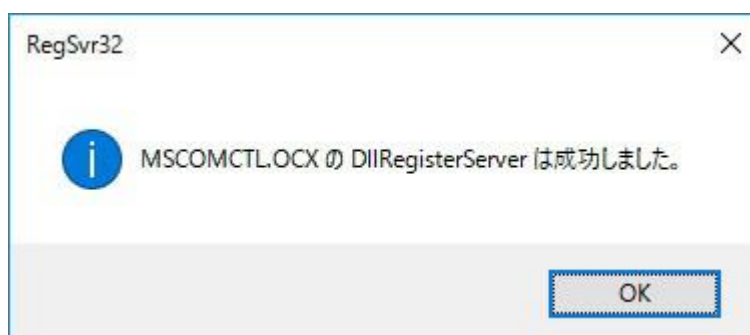 RegSvr32
MSCOMCTL.OCX の DllRegisterServer は成功しました。
OK